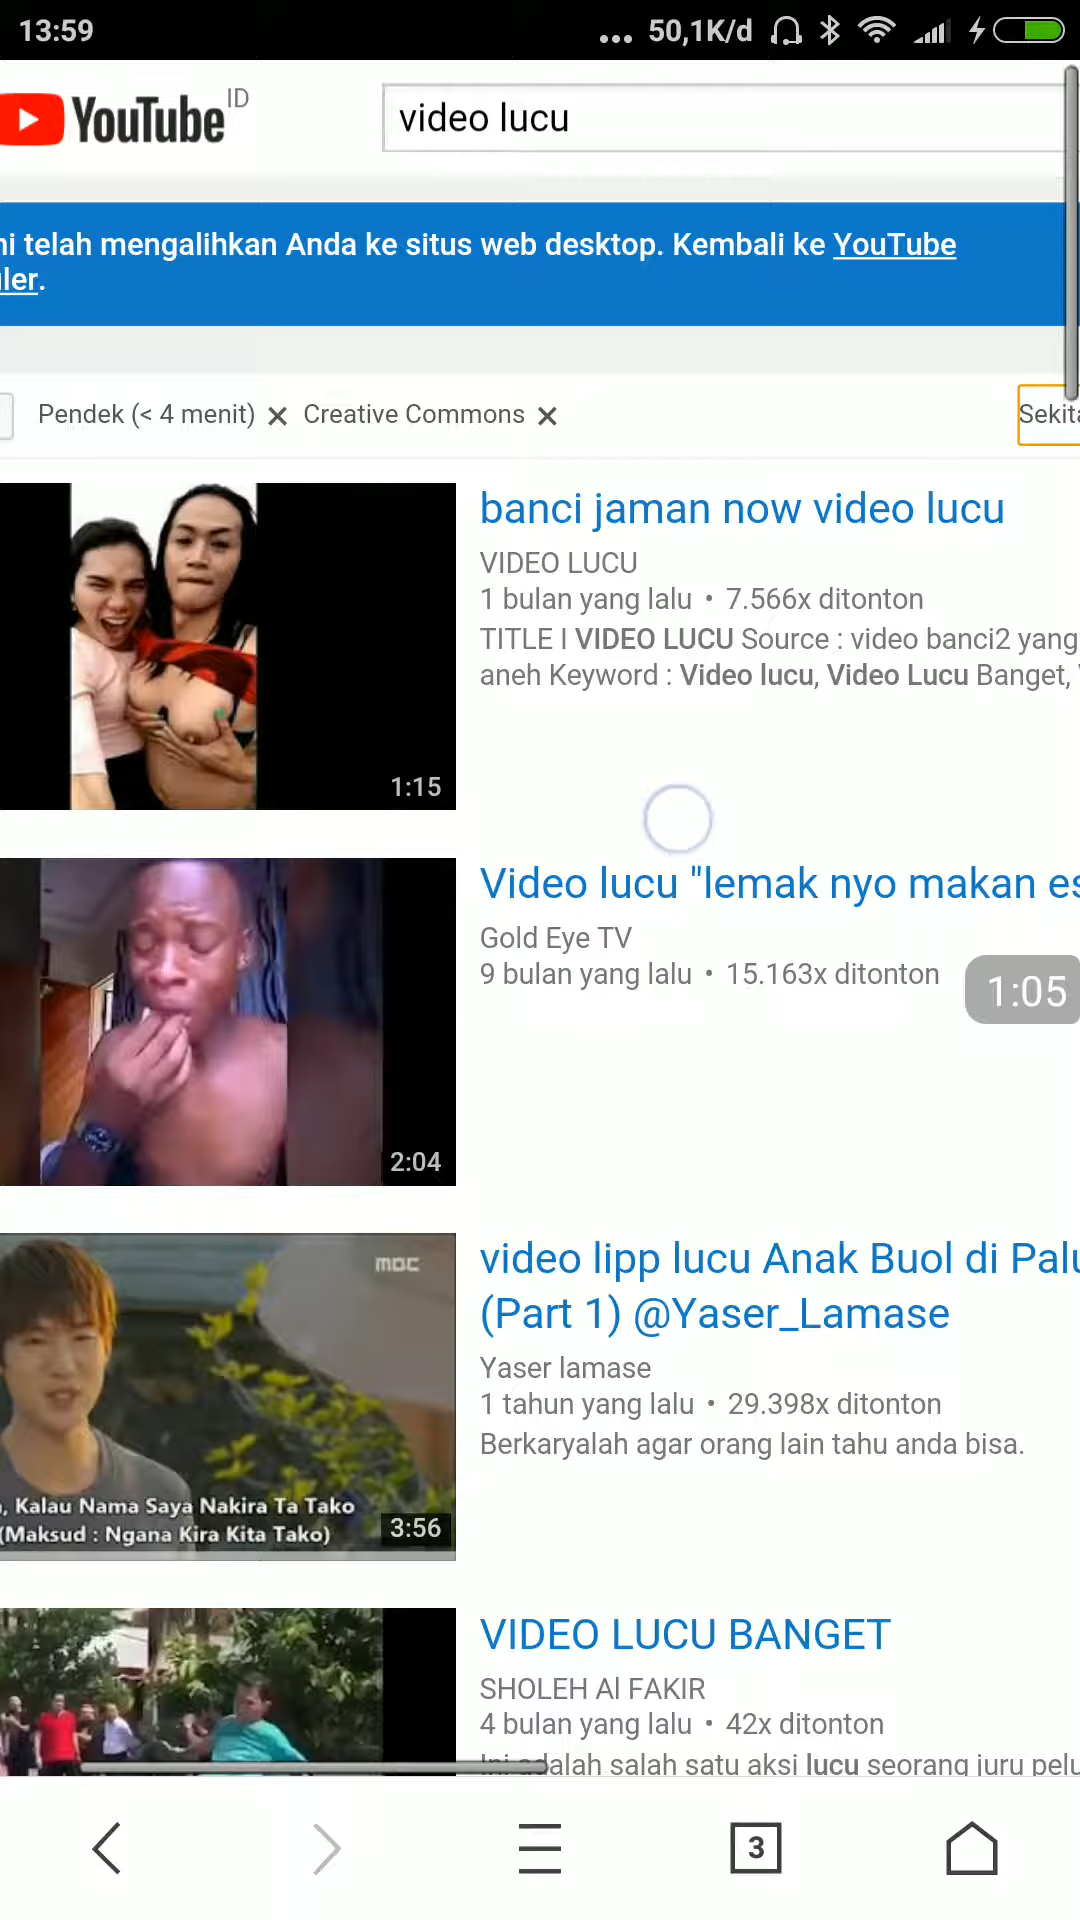 13:59
... 50,1K/d
YouTube ID
video lucu
ni telah mengalihkan Anda ke situs web desktop. Kembali ke YouTube
ler.
Pendek (< 4 menit) × Creative Commons ×
Sekita
banci jaman now video lucu
VIDEO LUCU
1 bulan yang lalu • 7.566x ditonton
TITLE I VIDEO LUCU Source : video banci2 yang
aneh Keyword : Video lucu, Video Lucu Banget,
1:15
Video lucu "lemak nyo makan es
Gold Eye TV
9 bulan yang lalu • 15.163x ditonton
1:05
2:04
mbc
video lipp lucu Anak Buol di Palu
(Part 1) @Yaser_Lamase
Yaser lamase
1 tahun yang lalu • 29.398x ditonton
Berkaryalah agar orang lain tahu anda bisa.
, Kalau Nama Saya Nakira Ta Tako
(Maksud : Ngana Kira Kita Tako)
3:56
VIDEO LUCU BANGET
SHOLEH Al FAKIR
4 bulan yang lalu • 42x ditonton
Ini adalah salah satu aksi lucu seorang juru pelu
3